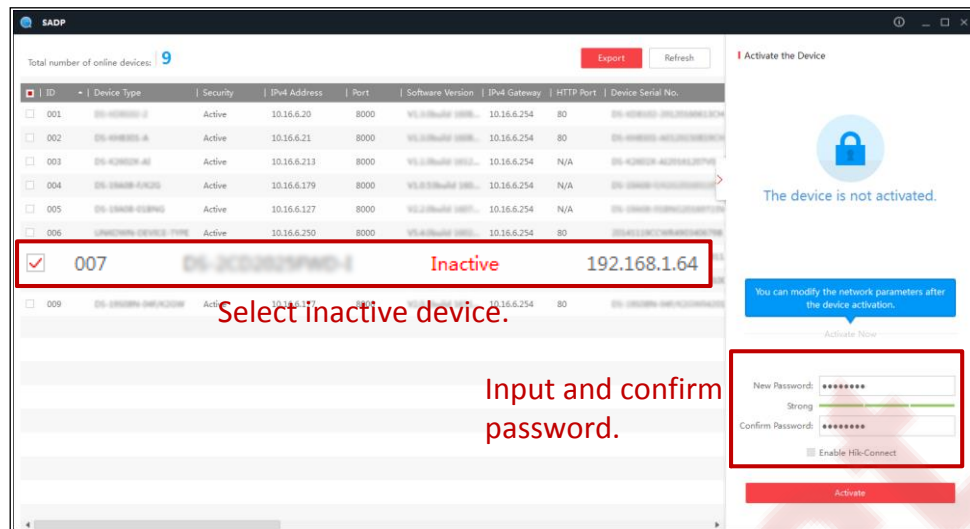 SADP
Total number of online devices: 9
Export
Refresh
Activate the Device
ID | Device Type | Security | IPv4 Address | Port | Software Version | IPv4 Gateway | HTTP Port | Device Serial No.
001 Active 10.16.6.20 8000 10.16.6.254 80
002 Active 10.16.6.21 8000 10.16.6.254 80
003 Active 10.16.6.213 8000 10.16.6.254 N/A
004 Active 10.16.6.179 8000 10.16.6.254 N/A
005 Active 10.16.6.127 8000 10.16.6.254 N/A
006 UNKOWN-DEVICE-TYPE Active 10.16.6.250 8000 10.16.6.254 80
007 Inactive 192.168.1.64
009 Active 8000 10.16.6.254 80
Select inactive device.
The device is not activated.
You can modify the network parameters after
the device activation.
Activate Now
Input and confirm
password.
New Password:
Strong
Confirm Password:
Enable Hik-Connect
Activate